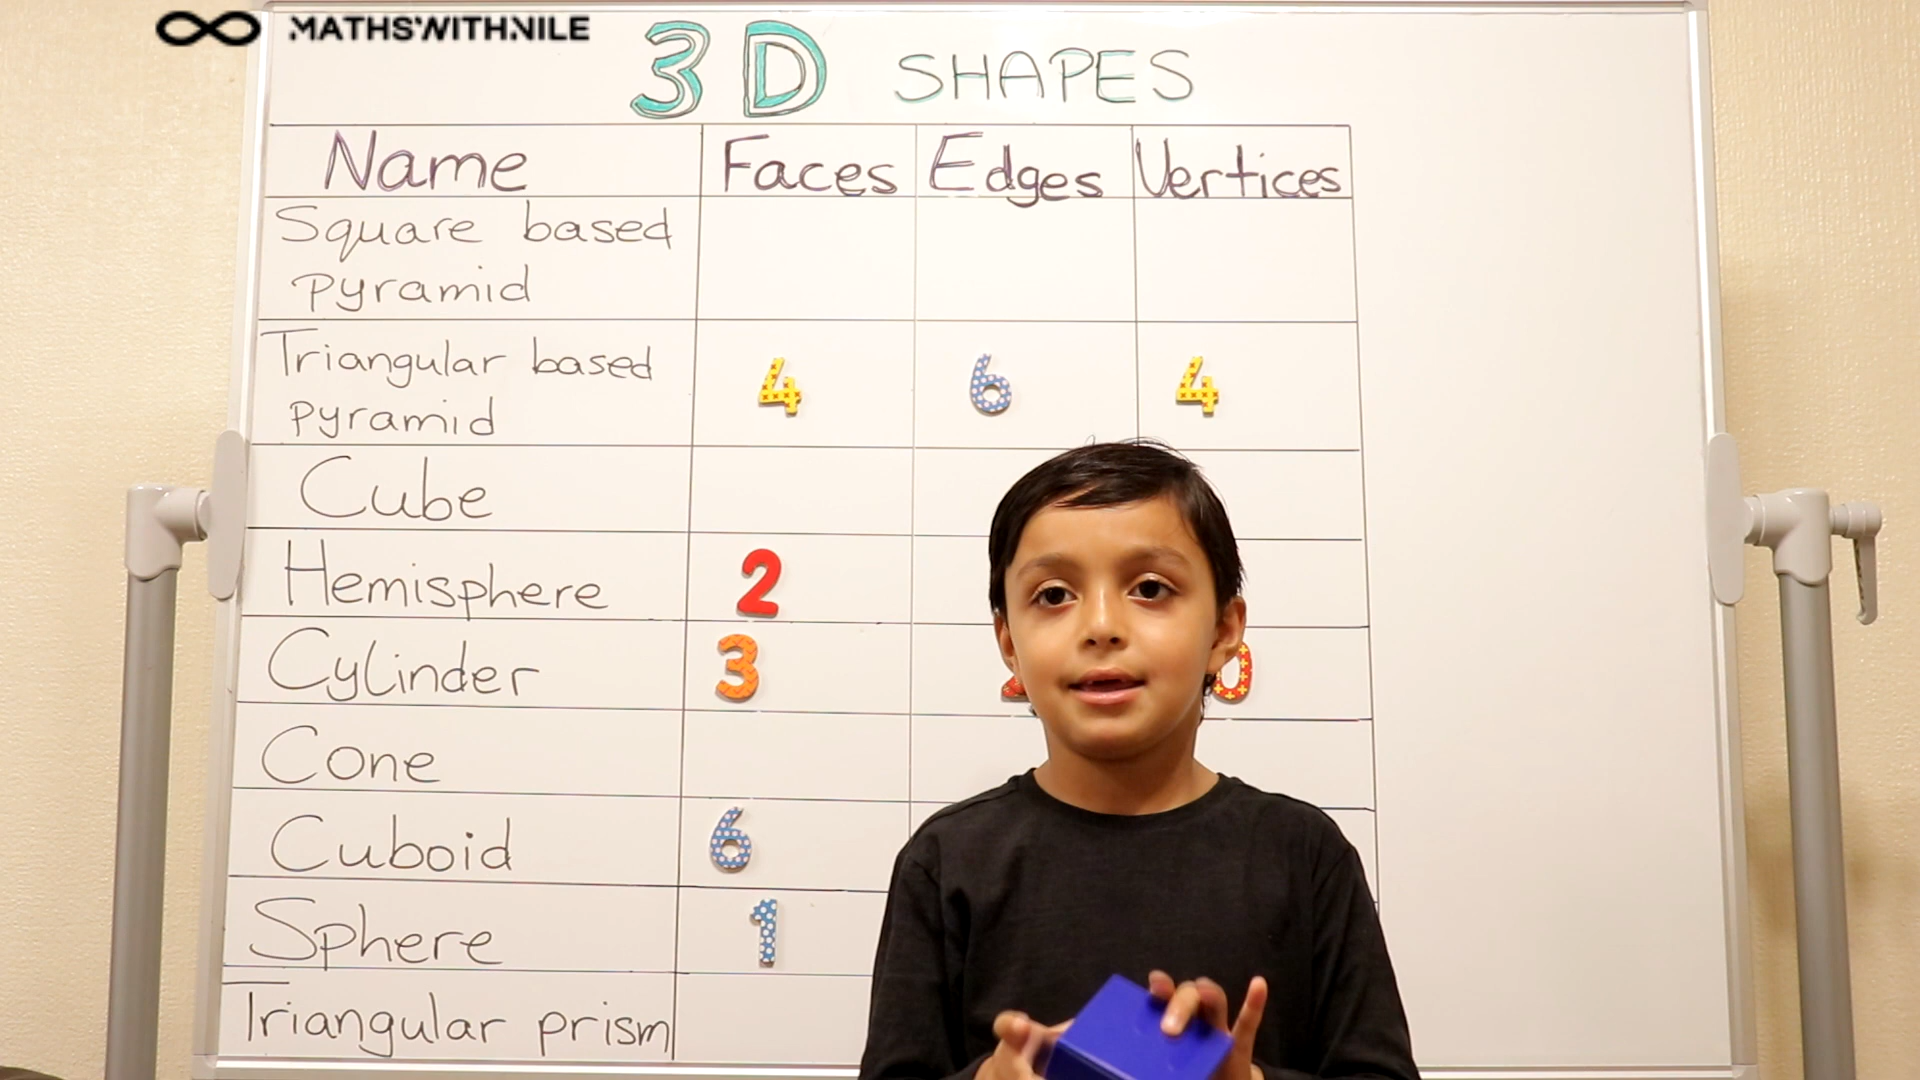 MATHSWITHNILE
3D SHAPES
Name Faces Edges Vertices
Square based
pyramid
Triangular based
pyramid
4 6 4
Cube
Hemisphere 2
Cylinder 3 0
Cone
Cuboid 6
Sphere 1
Triangular prism